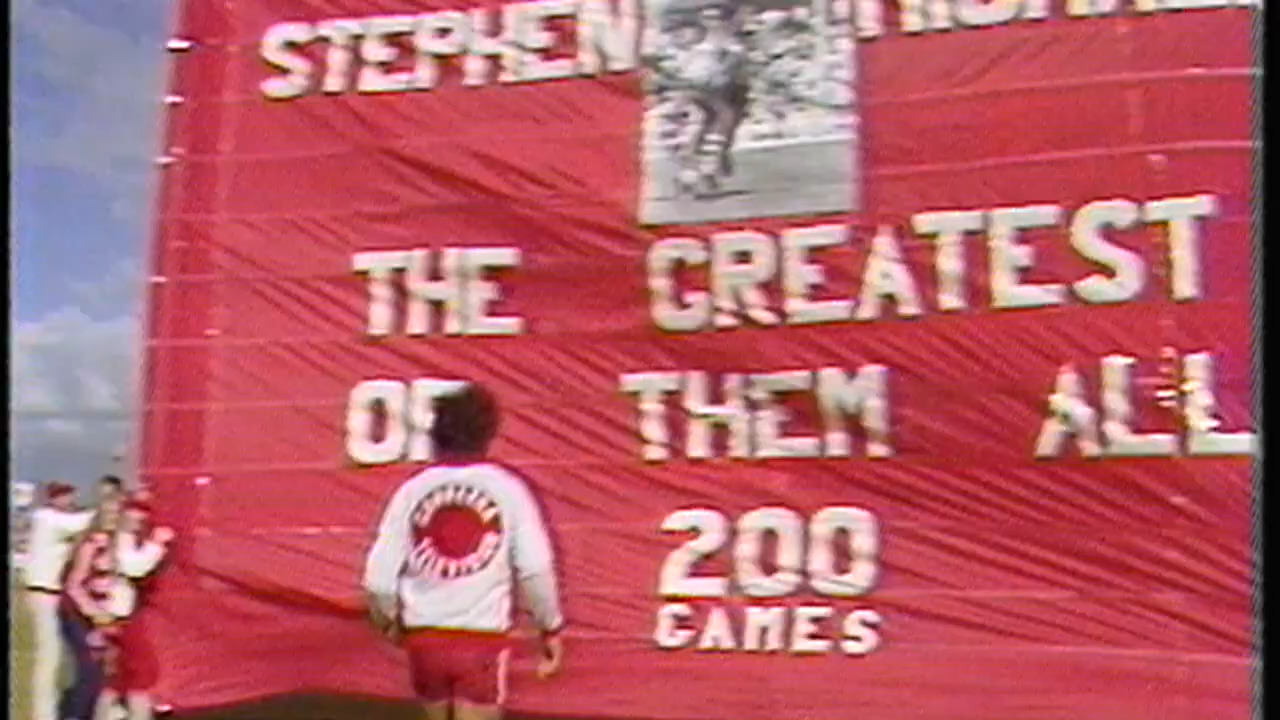 STEPHEN
THE GREATEST
OF THEM ALL
200
GAMES